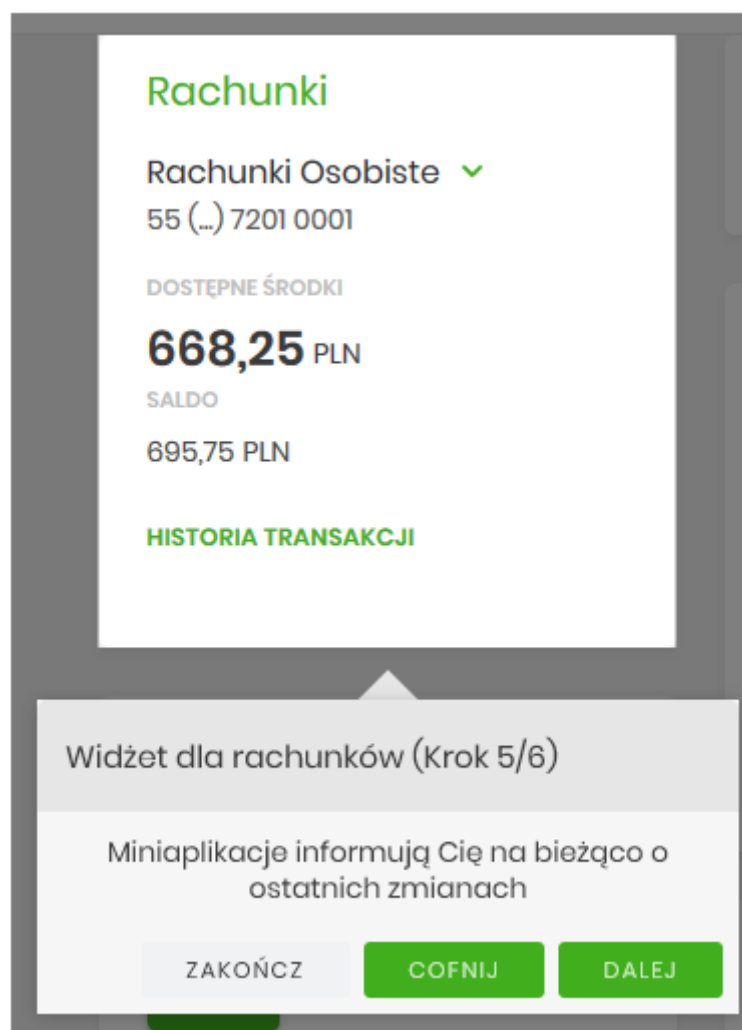 Rachunki
Rachunki Osobiste
55 (...) 7201 0001
DOSTĘPNE ŚRODKI
668,25 PLN
SALDO
695,75 PLN
HISTORIA TRANSAKCJI
Widżet dla rachunków (Krok 5/6)
Miniaplikacje informują Cię na bieżąco o
ostatnich zmianach
ZAKOŃCZ COFNIJ DALEJ